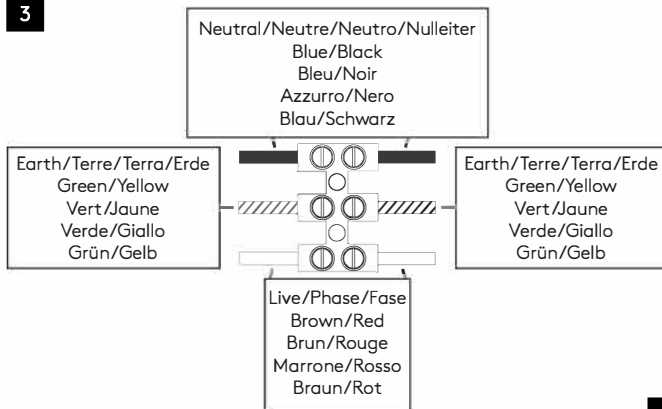 3
Neutral/Neutre/Neutro/Nulleiter
Blue/Black
Bleu/Noir
Azzurro/Nero
Blau/Schwarz
Earth/Terre/Terra/Erde
Green/Yellow
Vert/Jaune
Verde/Giallo
Grün/Gelb
Earth/Terre/Terra/Erde
Green/Yellow
Vert/Jaune
Verde/Giallo
Grün/Gelb
Live/Phase/Fase
Brown/Red
Brun/Rouge
Marrone/Rosso
Braun/Rot